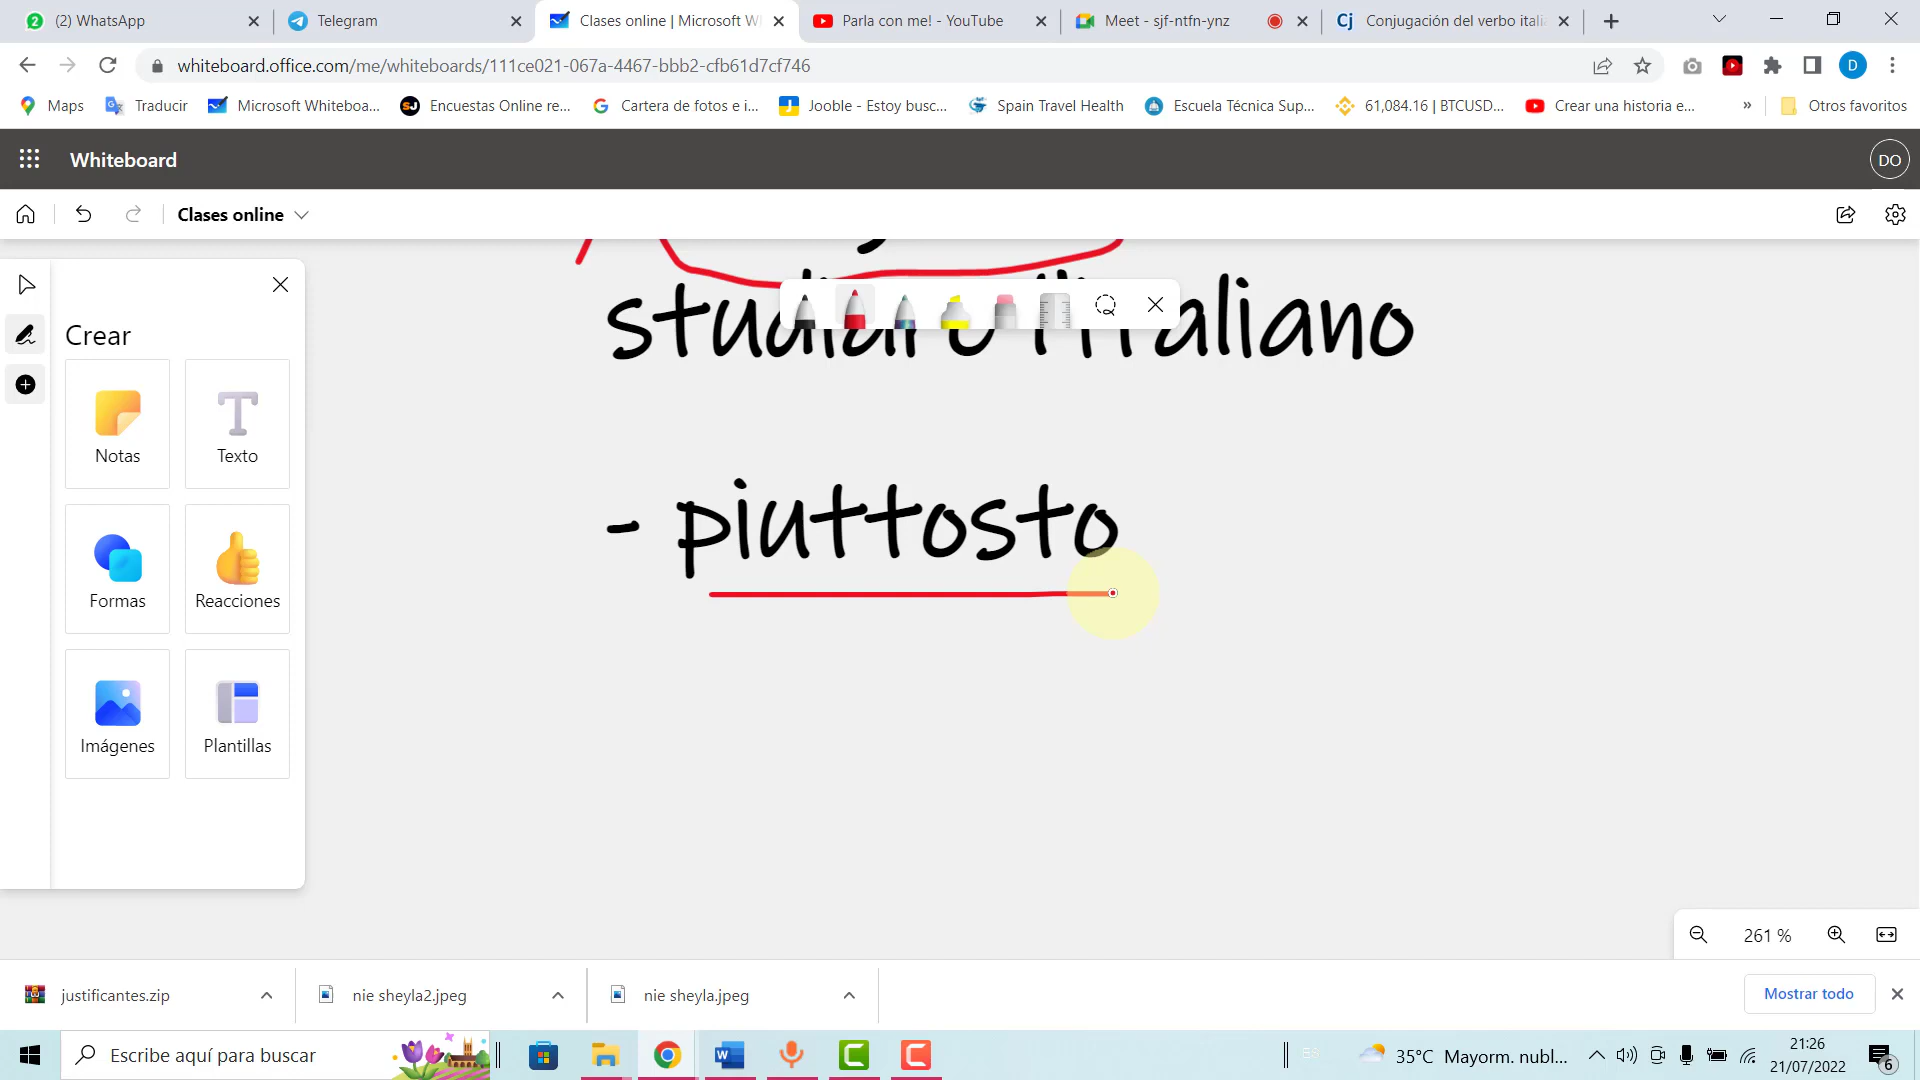 (2) WhatsApp
Telegram
Clases online | Microsoft W
Parla con me! - YouTube
Meet - sjf-ntfn-ynz
Conjugación del verbo itali
whiteboard.office.com/me/whiteboards/111ce021-067a-4467-bbb2-cfb61d7cf746
D
Maps
Traducir
Microsoft Whiteboa...
Encuestas Online re...
Cartera de fotos e i...
Jooble - Estoy busc...
Spain Travel Health
Escuela Técnica Sup...
61,084.16 | BTCUSD...
Crear una historia e...
»
Otros favoritos
Whiteboard
DO
Clases online
studiare l'italiano
Crear
Notas
Texto
- piuttosto
Formas
Reacciones
Imágenes
Plantillas
261 %
justificantes.zip
nie sheyla2.jpeg
nie sheyla.jpeg
Mostrar todo
Escribe aquí para buscar
35°C Mayorm. nubl...
21:26
21/07/2022
6